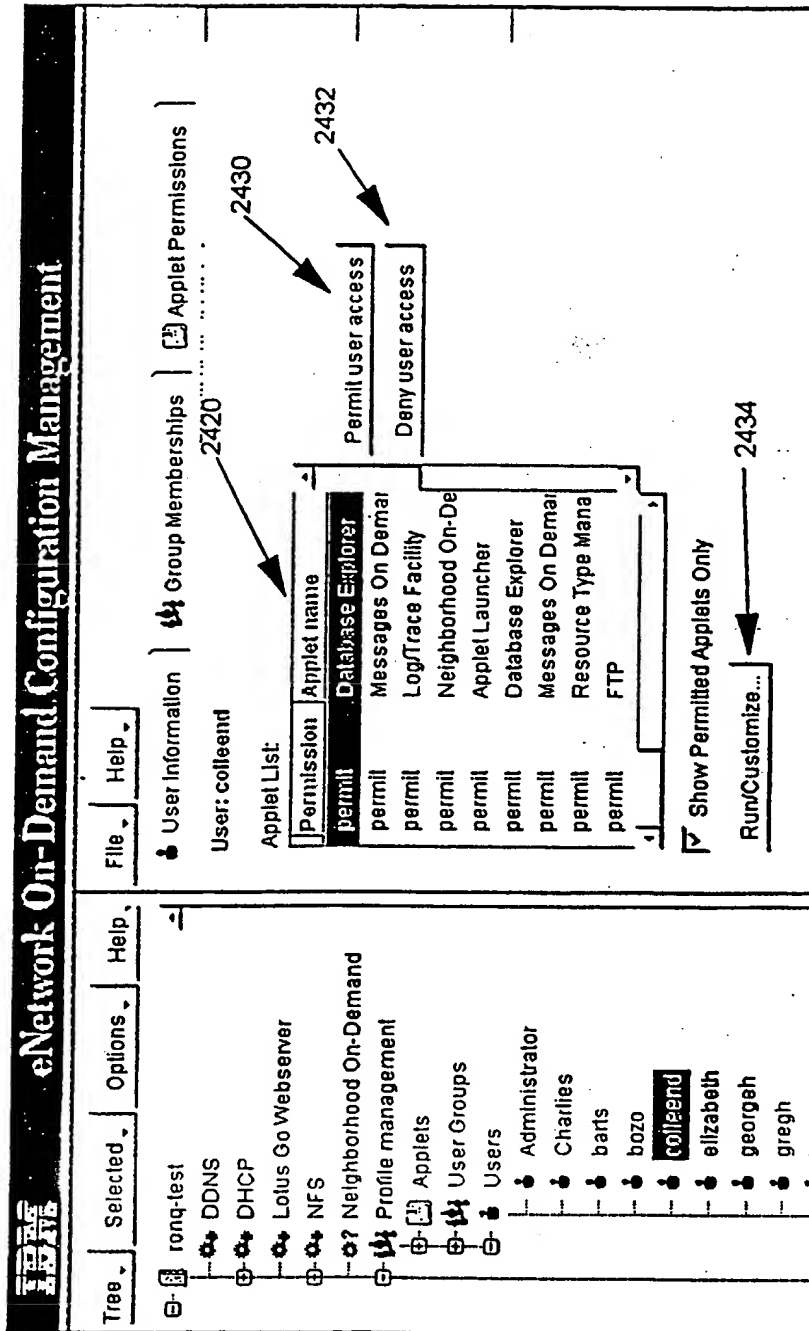 IBM eNetwork On-Demand Configuration Management
Tree Selected Options Help
ronq-test
DDNS
DHCP
Lotus Go Webserver
NFS
Neighborhood On-Demand
Profile management
Applets
User Groups
Users
Administrator
Charlies
barts
bozo
colleend
elizabeth
georgeh
gregh
File Help
User Information Group Memberships Applet Permissions
User: colleend
2420
2430
2432
Applet List:
Permission Applet name
permit Database Explorer
permit Messages On Demar
permit Log/Trace Facility
permit Neighborhood On-De
permit Applet Launcher
permit Database Explorer
permit Messages On Demar
permit Resource Type Mana
permit FTP
Permit user access
Deny user access
Show Permitted Applets Only
Run/Customize...
2434